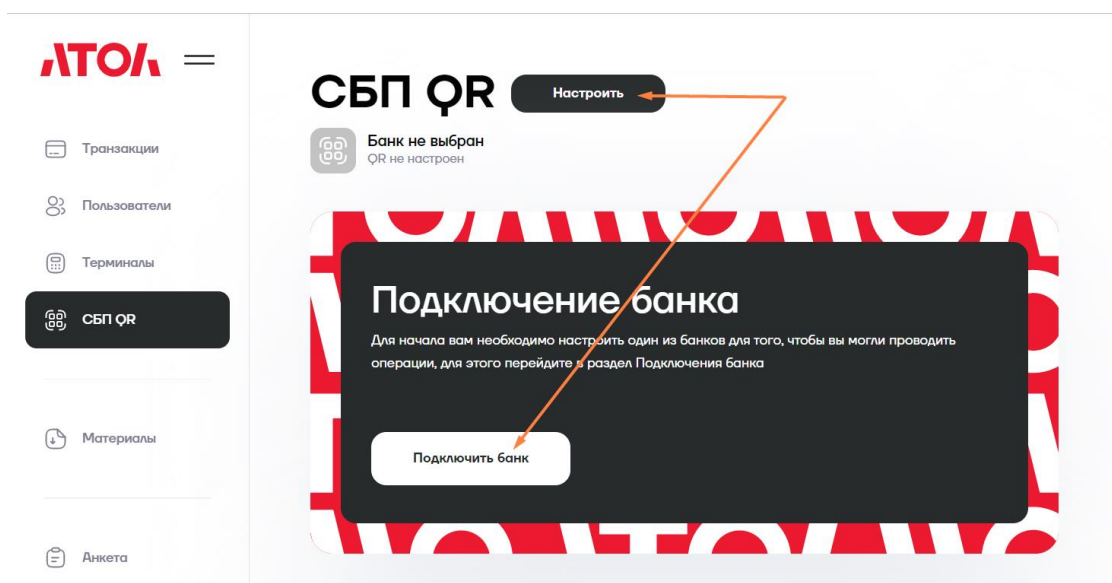 АТОЛ
СБП QR
Настроить
Банк не выбран
QR не настроен
Транзакции
Пользователи
Терминалы
СБП QR
Материалы
Анкета
Подключение банка
Для начала вам необходимо настроить один из банков для того, чтобы вы могли проводить
операции, для этого перейдите в раздел Подключения банка
Подключить банк